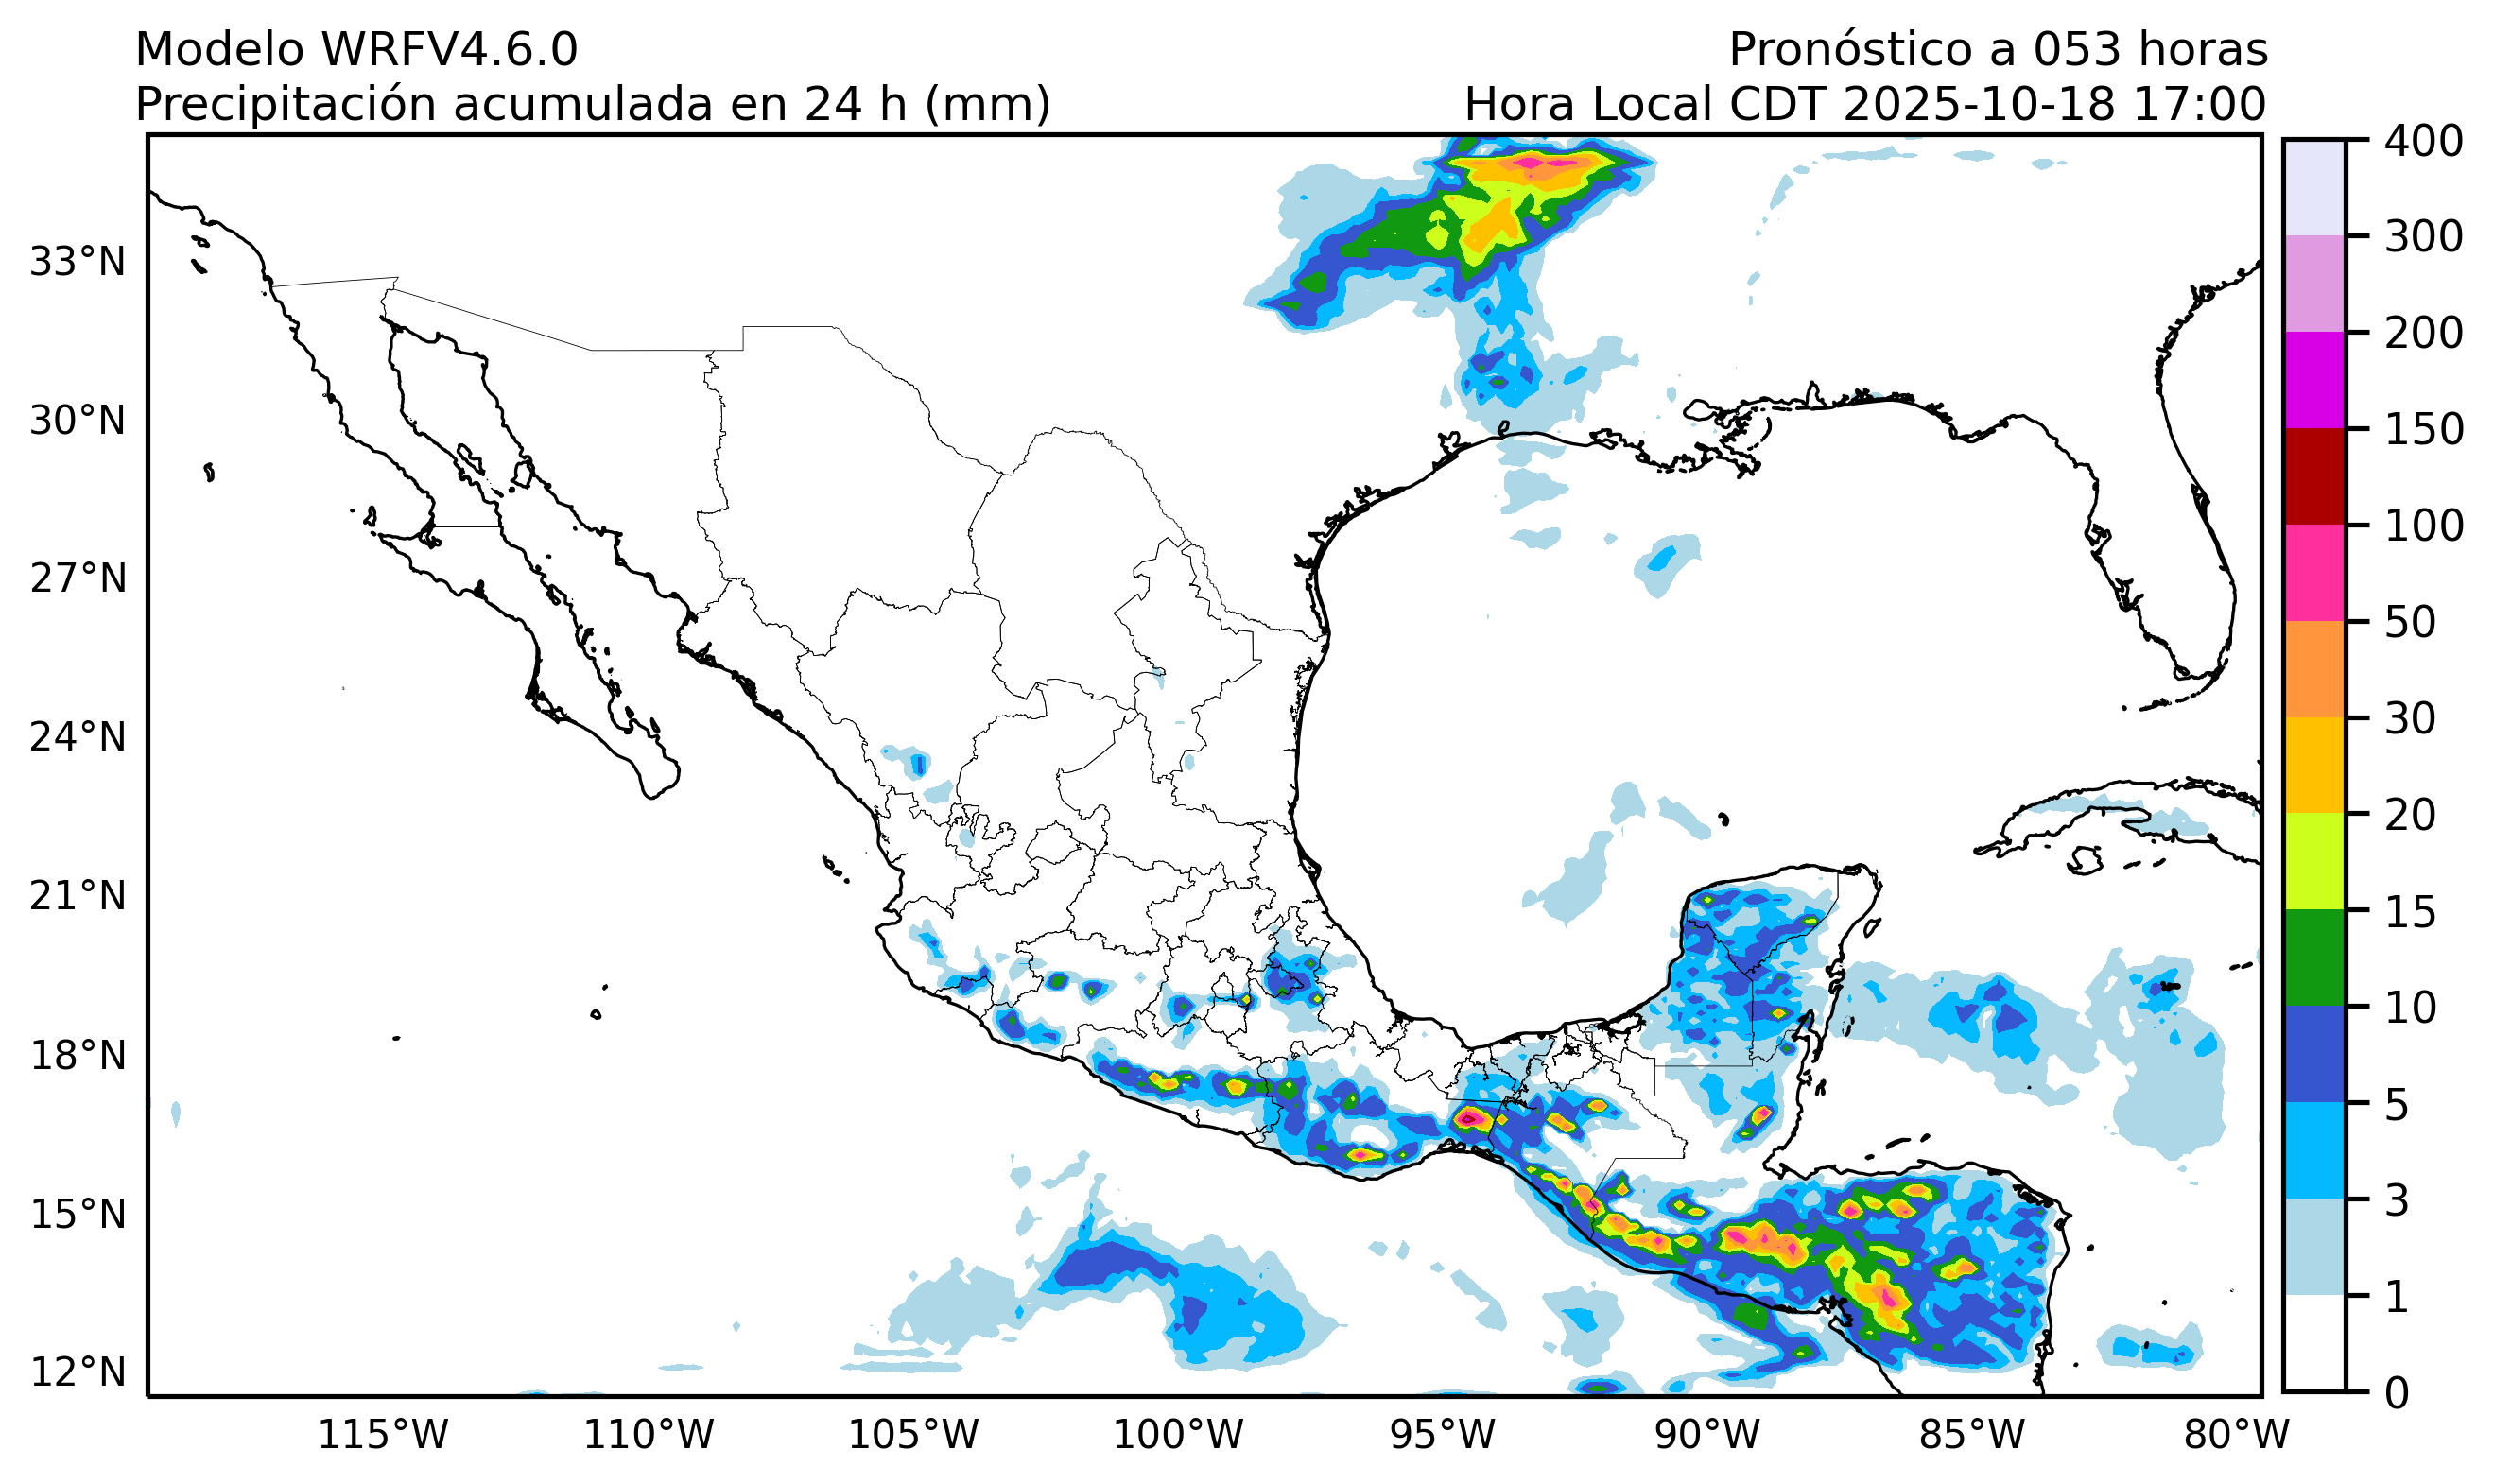 Modelo WRFV4.6.0
Pronóstico a 053 horas
Precipitación acumulada en 24 h (mm)
Hora Local CDT 2025-10-18 17:00
33°N
30°N
27°N
24°N
21°N
18°N
15°N
12°N
115°W
110°W
105°W
100°W
95°W
90°W
85°W
80°W
400
300
200
150
100
50
30
20
15
10
5
3
1
0